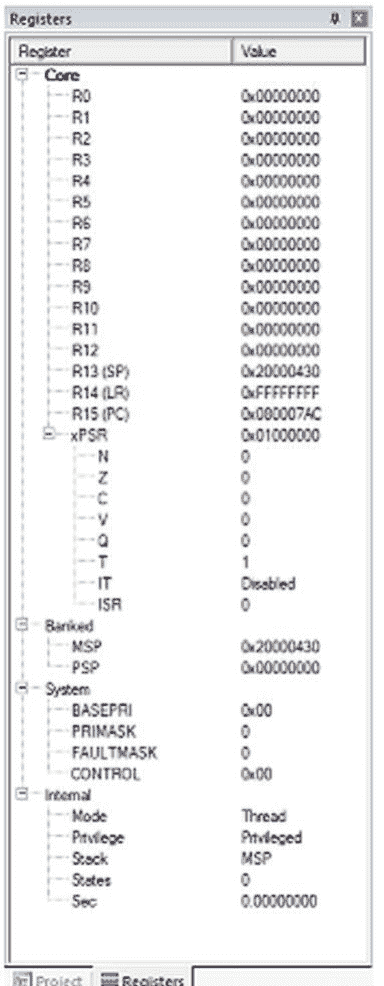 Registers
Register Value
Core
R0 0x00000000
R1 0x00000000
R2 0x00000000
R3 0x00000000
R4 0x00000000
R5 0x00000000
R6 0x00000000
R7 0x00000000
R8 0x00000000
R9 0x00000000
R10 0x00000000
R11 0x00000000
R12 0x00000000
R13 (SP) 0x20000430
R14 (LR) 0xFFFFFFFF
R15 (PC) 0x080007AC
xPSR 0x01000000
N 0
Z 0
C 0
V 0
Q 0
T 1
IT Disabled
ISR 0
Banked
MSP 0x20000430
PSP 0x00000000
System
BASEPRI 0x00
PRIMASK 0
FAULTMASK 0
CONTROL 0x00
Internal
Mode Thread
Privilege Privileged
Stack MSP
States 0
Sec 0.00000000
Project Registers